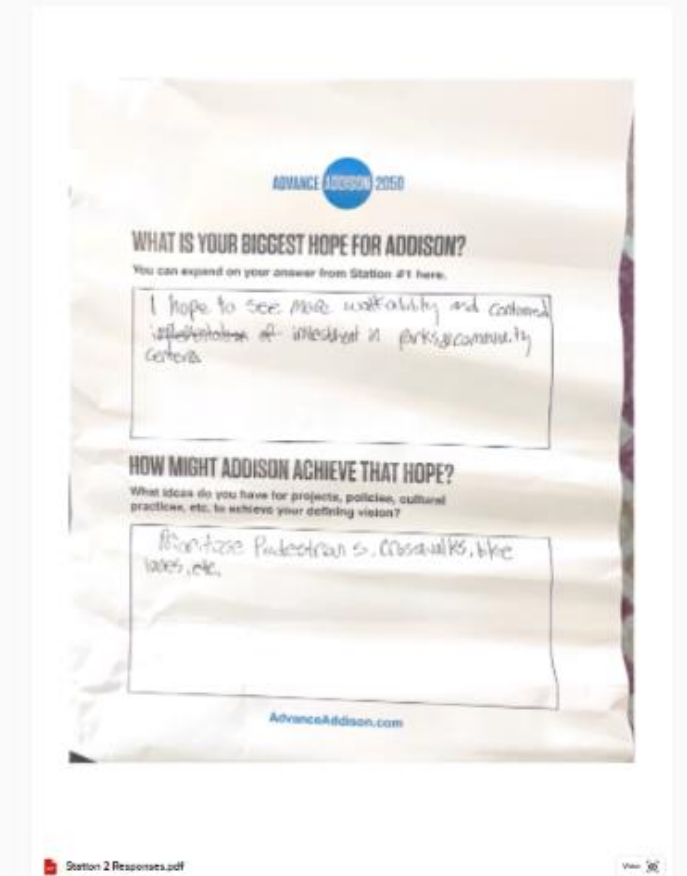 ADVANCE ADDISON 2050
WHAT IS YOUR BIGGEST HOPE FOR ADDISON?
You can expand on your answer from Station #1 here.
I hope to see more walkability and continued
implementation of investment in parks & community
centers
HOW MIGHT ADDISON ACHIEVE THAT HOPE?
What ideas do you have for projects, policies, cultural
practices, etc. to achieve your defining vision?
Prioritize Pedestrians, crosswalks, bike
lanes, etc.
AdvanceAddison.com
Station 2 Responses.pdf
View